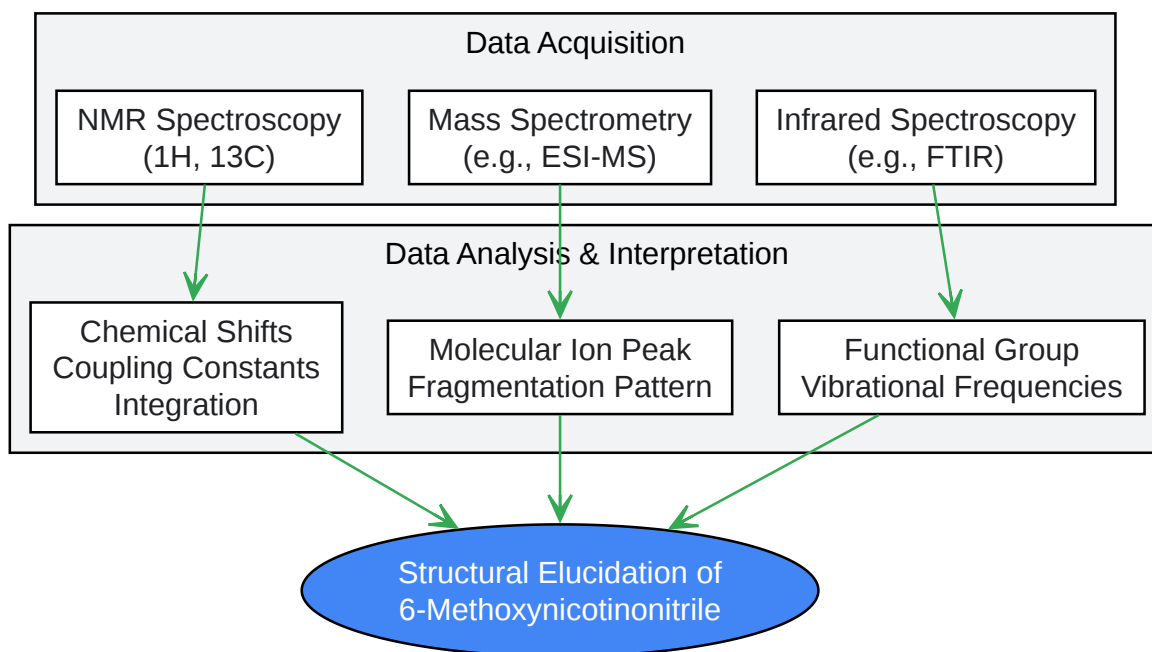 Data Acquisition
NMR Spectroscopy
(1H, 13C)
Mass Spectrometry
(e.g., ESI-MS)
Infrared Spectroscopy
(e.g., FTIR)
Data Analysis & Interpretation
Chemical Shifts
Coupling Constants
Integration
Molecular Ion Peak
Fragmentation Pattern
Functional Group
Vibrational Frequencies
Structural Elucidation of
6-Methoxynicotinonitrile